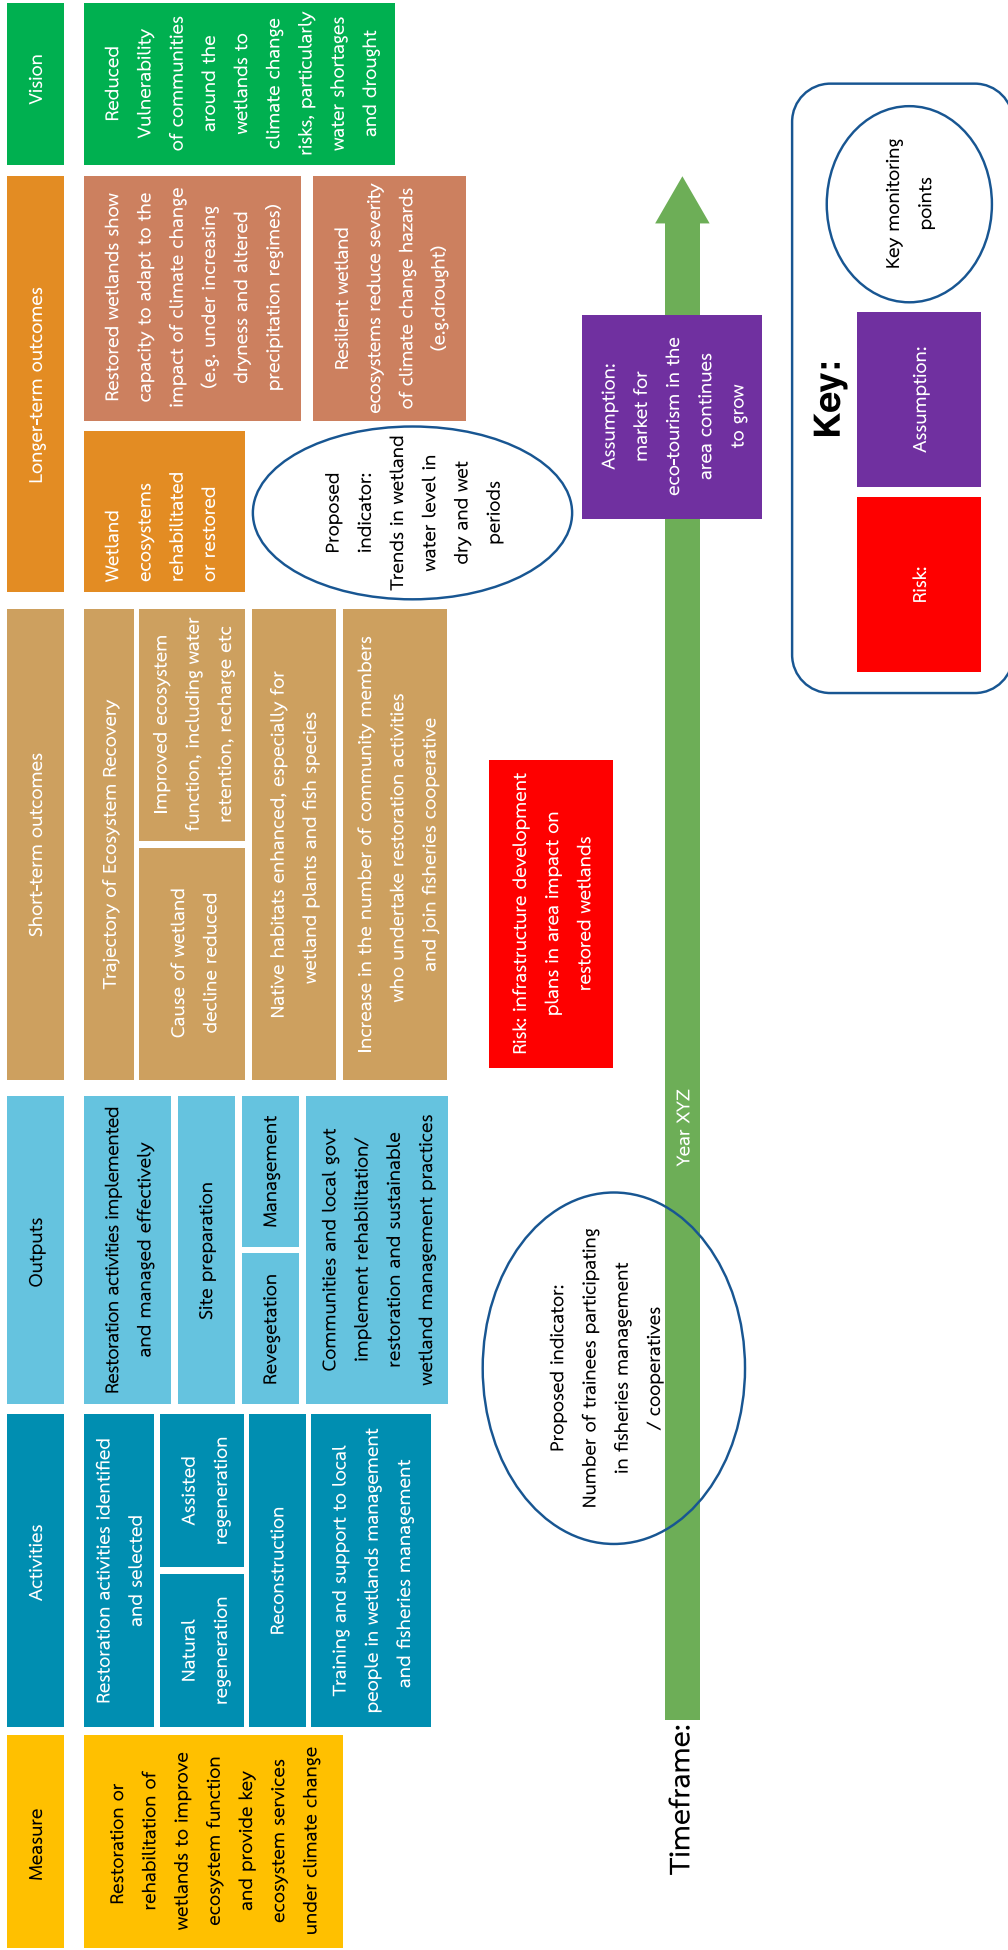 Measure
Restoration or
rehabilitation of
wetlands to improve
ecosystem function
and provide key
ecosystem services
under climate change
Activities
Restoration activities identified
and selected
Natural
regeneration
Assisted
regeneration
Reconstruction
Training and support to local
people in wetlands management
and fisheries management
Outputs
Restoration activities implemented
and managed effectively
Site preparation
Revegetation
Management
Communities and local govt
implement rehabilitation/
restoration and sustainable
wetland management practices
Short-term outcomes
Trajectory of Ecosystem Recovery
Cause of wetland
decline reduced
Improved ecosystem
function, including water
retention, recharge etc
Native habitats enhanced, especially for
wetland plants and fish species
Increase in the number of community members
who undertake restoration activities
and join fisheries cooperative
Longer-term outcomes
Wetland
ecosystems
rehabilitated
or restored
Restored wetlands show
capacity to adapt to the
impact of climate change
(e.g. under increasing
dryness and altered
precipitation regimes)
Resilient wetland
ecosystems reduce severity
of climate change hazards
(e.g.drought)
Vision
Reduced
Vulnerability
of communities
around the
wetlands to
climate change
risks, particularly
water shortages
and drought
Proposed
indicator:
Trends in wetland
water level in
dry and wet
periods
Proposed indicator:
Number of trainees participating
in fisheries management
/ cooperatives
Risk: infrastructure development
plans in area impact on
restored wetlands
Assumption:
market for
eco-tourism in the
area continues
to grow
Timeframe:
Year XYZ
Key:
Risk:
Assumption:
Key monitoring
points